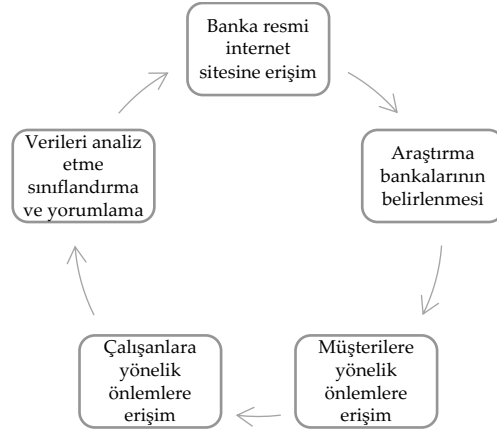 Banka resmi
internet
sitesine erişim
Araştırma
bankalarının
belirlenmesi
Müşterilere
yönelik
önlemlere
erişim
Çalışanlara
yönelik
önlemlere
erişim
Verileri analiz
etme
sınıflandırma
ve yorumlama